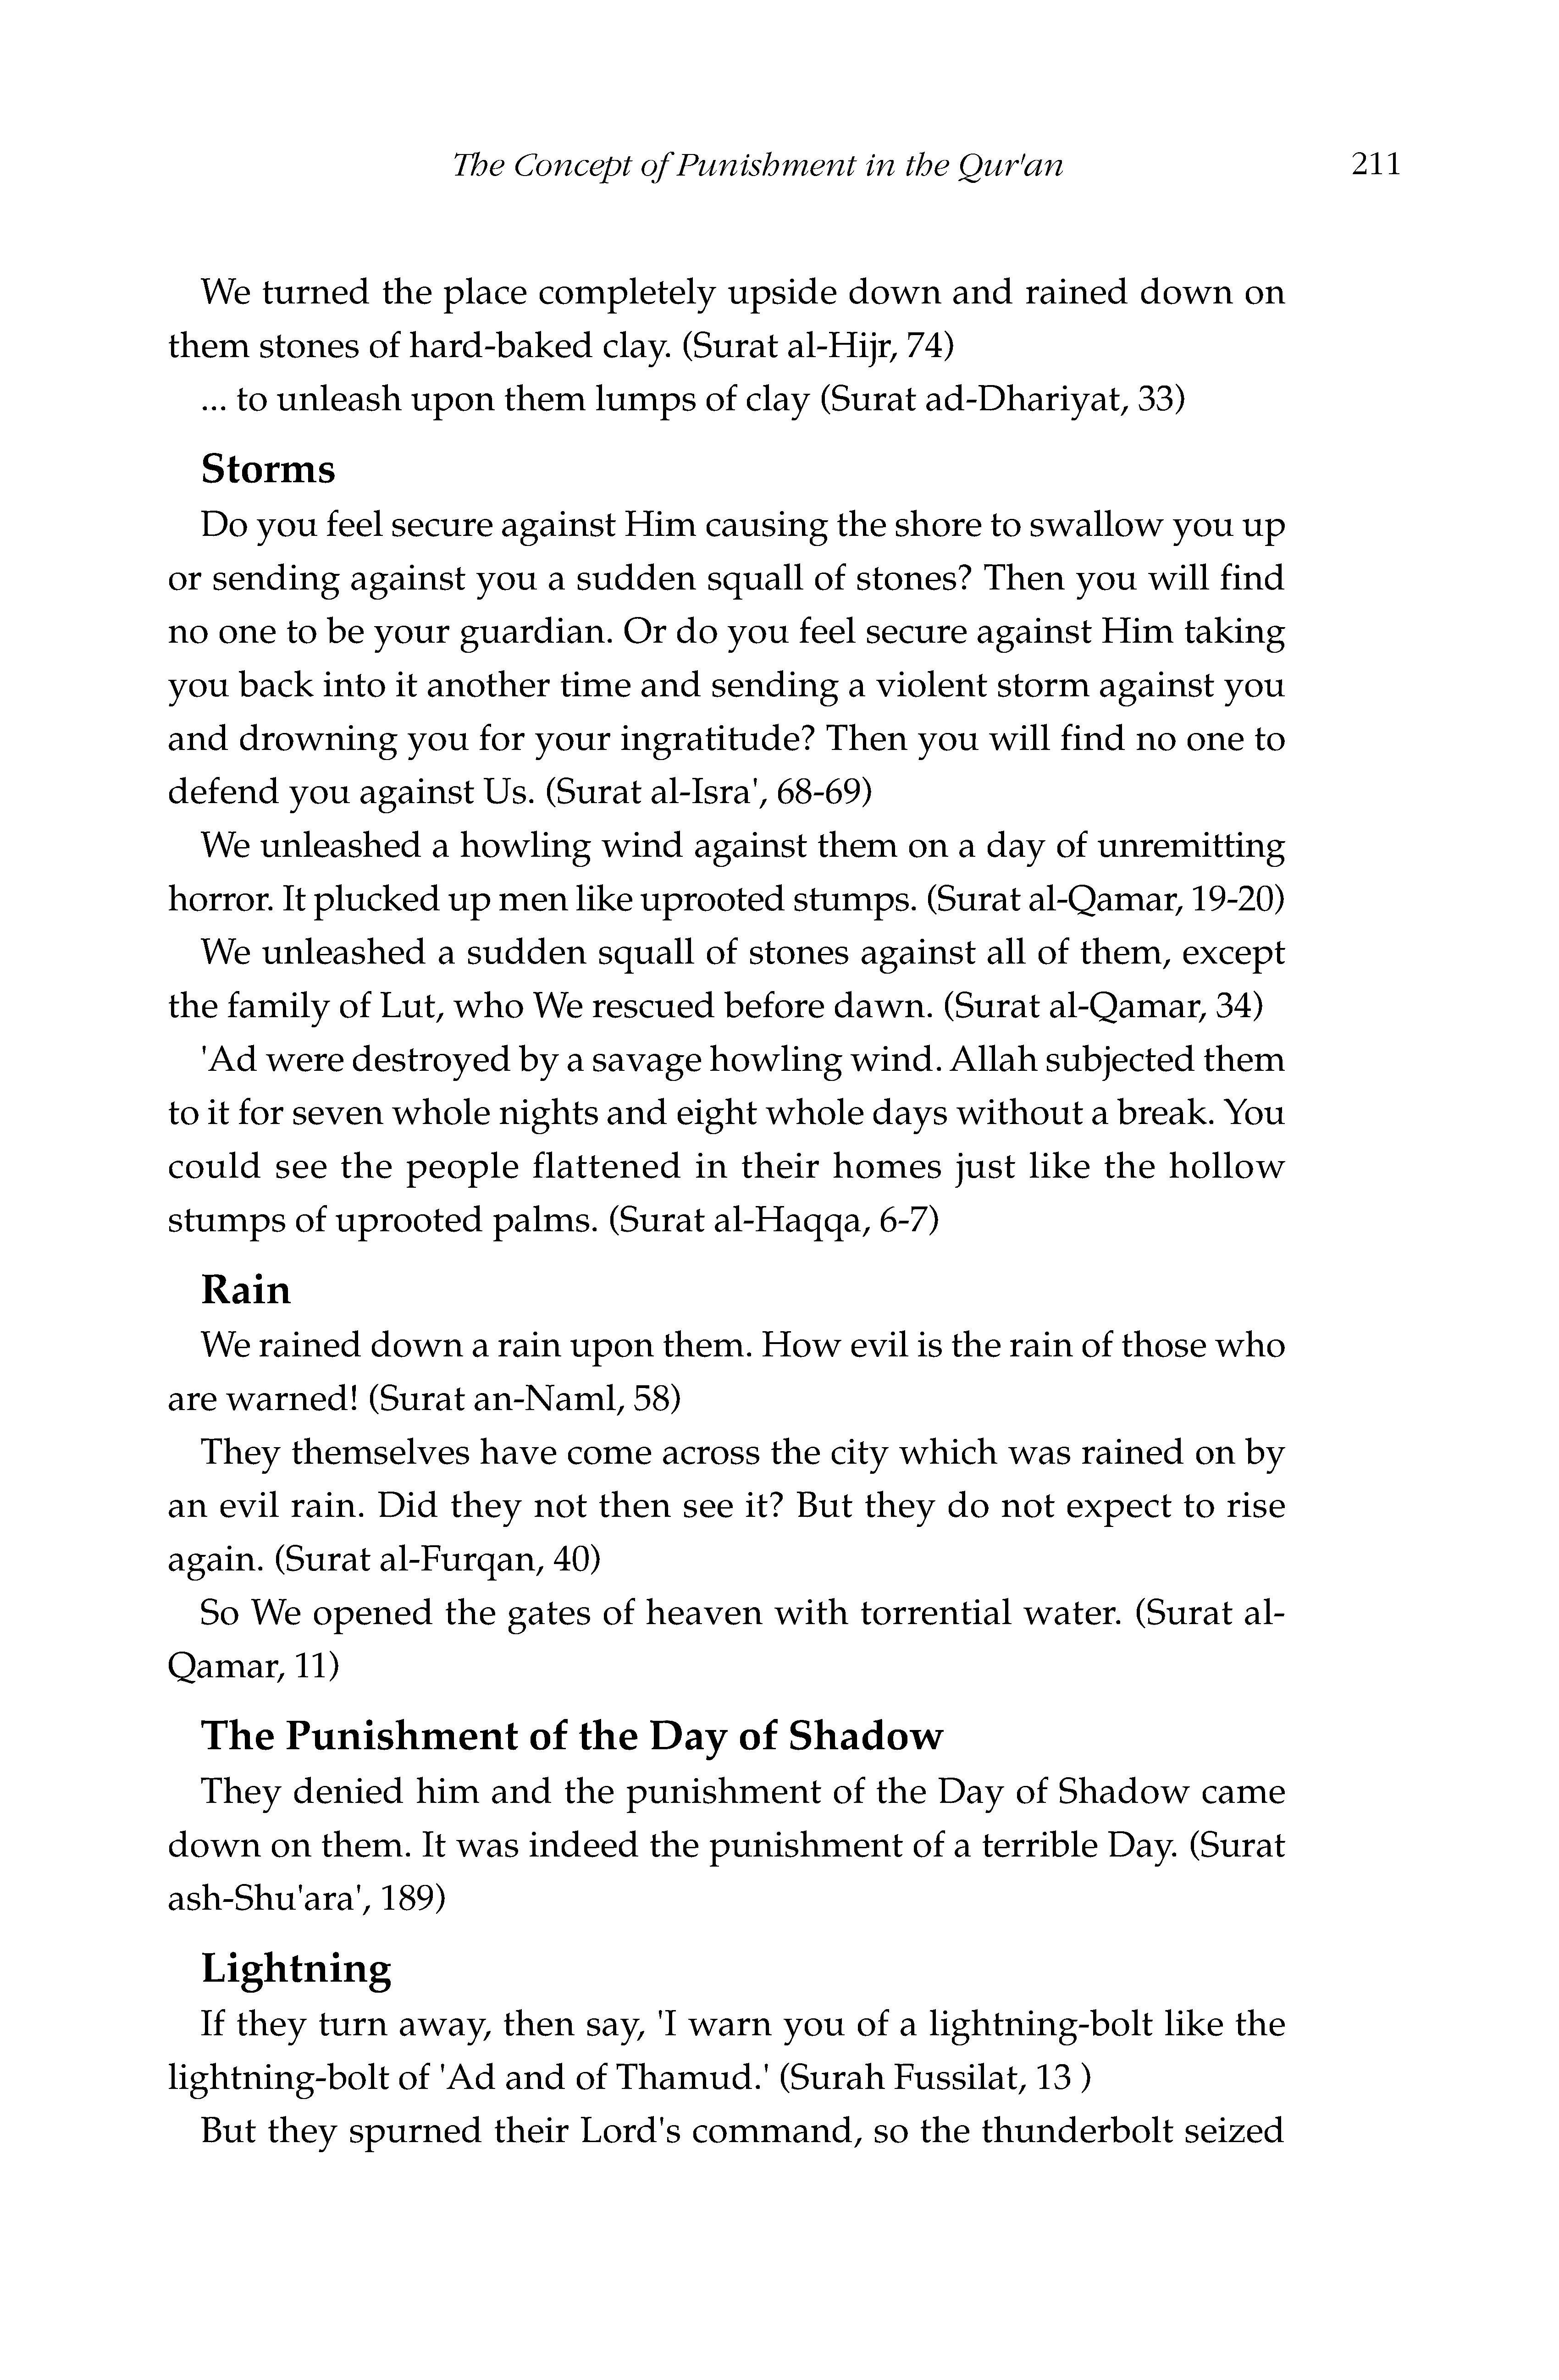 The Concept of Punishment in the Qur'an 211
We turned the place completely upside down and rained down on
them stones of hard-baked clay. (Surat al-Hijr, 74)
... to unleash upon them lumps of clay (Surat ad-Dhariyat, 33)
Storms
Do you feel secure against Him causing the shore to swallow you up
or sending against you a sudden squall of stones? Then you will find
no one to be your guardian. Or do you feel secure against Him taking
you back into it another time and sending a violent storm against you
and drowning you for your ingratitude? Then you will find no one to
defend you against Us. (Surat al-Isra', 68-69)
We unleashed a howling wind against them on a day of unremitting
horror. It plucked up men like uprooted stumps. (Surat al-Qamar, 19-20)
We unleashed a sudden squall of stones against all of them, except
the family of Lut, who We rescued before dawn. (Surat al-Qamar, 34)
'Ad were destroyed by a savage howling wind. Allah subjected them
to it for seven whole nights and eight whole days without a break. You
could see the people flattened in their homes just like the hollow
stumps of uprooted palms. (Surat al-Haqqa, 6-7)
Rain
We rained down a rain upon them. How evil is the rain of those who
are warned! (Surat an-Naml, 58)
They themselves have come across the city which was rained on by
an evil rain. Did they not then see it? But they do not expect to rise
again. (Surat al-Furqan, 40)
So We opened the gates of heaven with torrential water. (Surat al-
Qamar, 11)
The Punishment of the Day of Shadow
They denied him and the punishment of the Day of Shadow came
down on them. It was indeed the punishment of a terrible Day. (Surat
ash-Shu'ara', 189)
Lightning
If they turn away, then say, 'I warn you of a lightning-bolt like the
lightning-bolt of 'Ad and of Thamud.' (Surah Fussilat, 13 )
But they spurned their Lord's command, so the thunderbolt seized